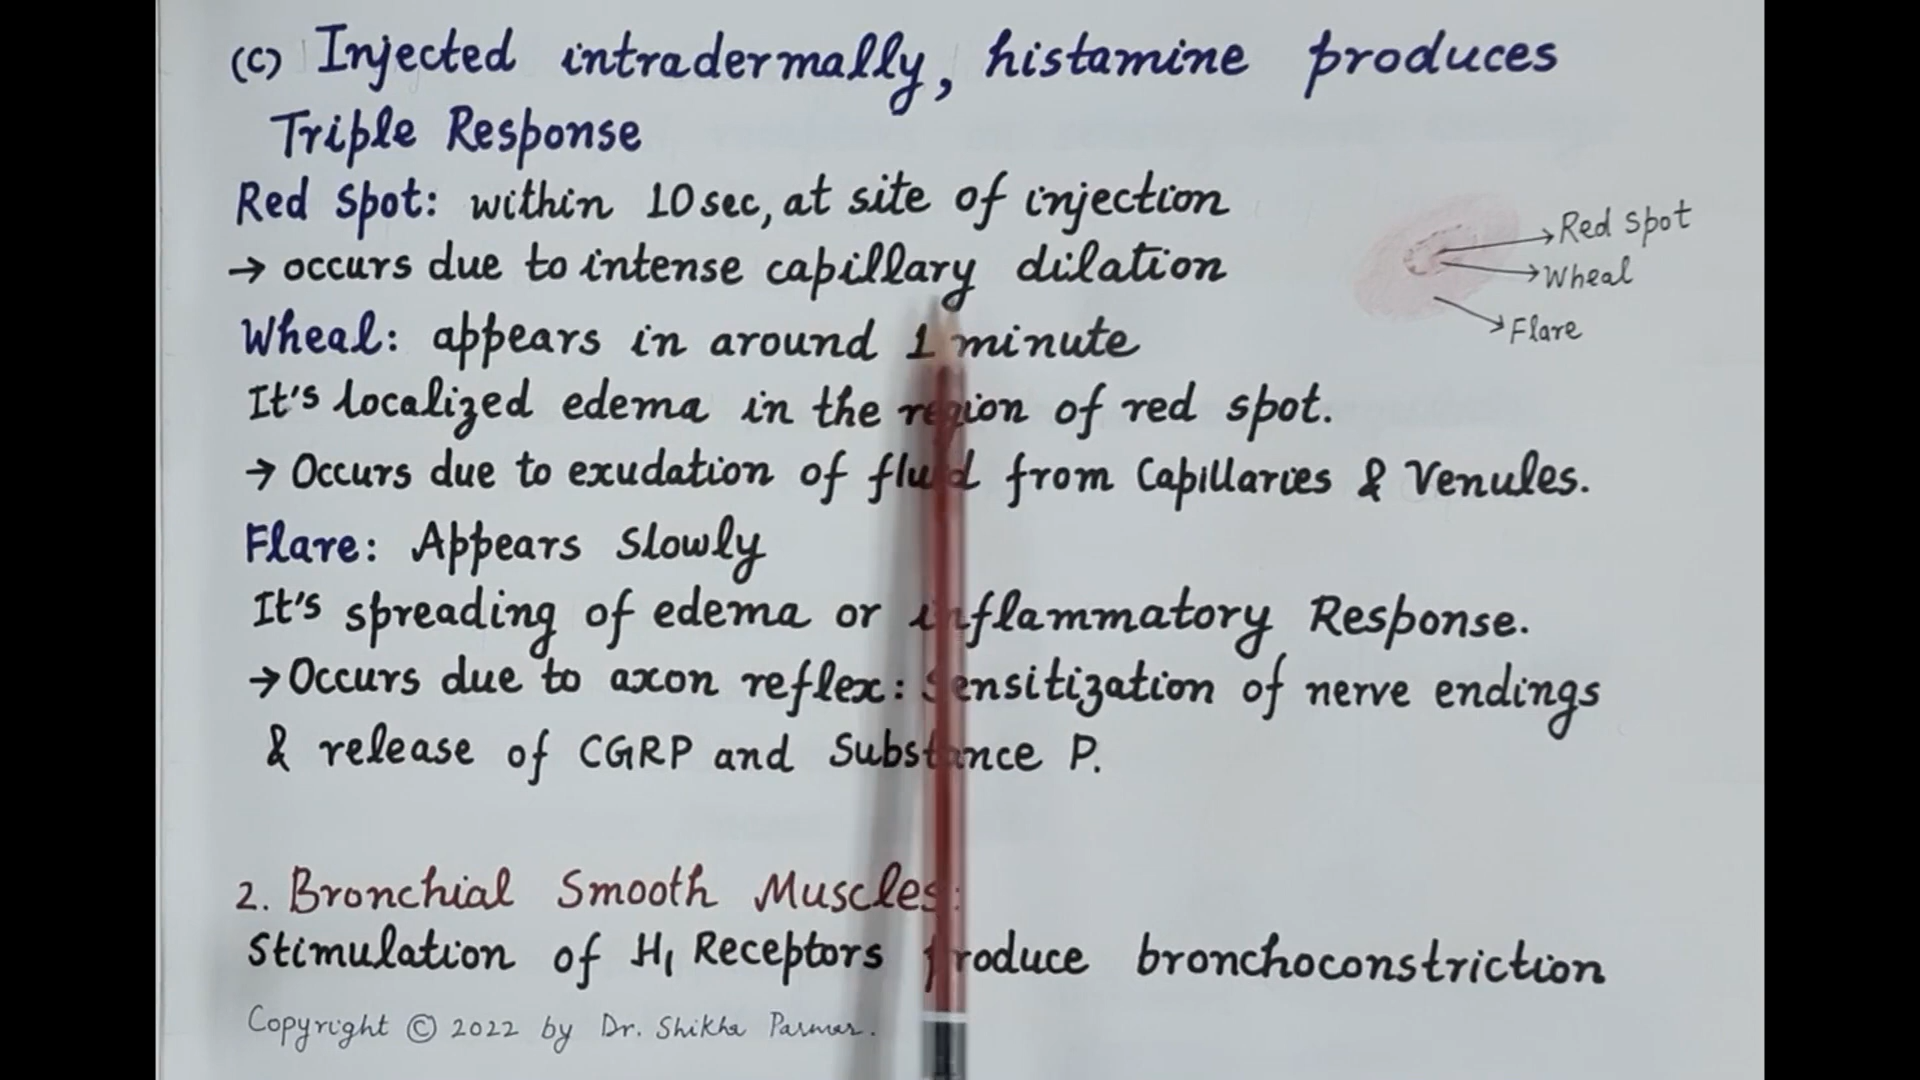 (C) Injected intradermally, histamine produces
Triple Response
Red Spot: within 10 sec, at site of injection
→ occurs due to intense capillary dilation
Wheal: appears in around 1 minute
It's localized edema in the region of red spot.
→ Occurs due to exudation of fluid from Capillaries & Venules.
Flare: Appears Slowly
It's spreading of edema or inflammatory Response.
→ Occurs due to axon reflex: Sensitization of nerve endings
& release of CGRP and Substance P.
Red Spot
Wheal
Flare
2. Bronchial Smooth Muscles:
Stimulation of H₁ Receptors produce bronchoconstriction
Copyright © 2022 by Dr. Shikha Parmar.